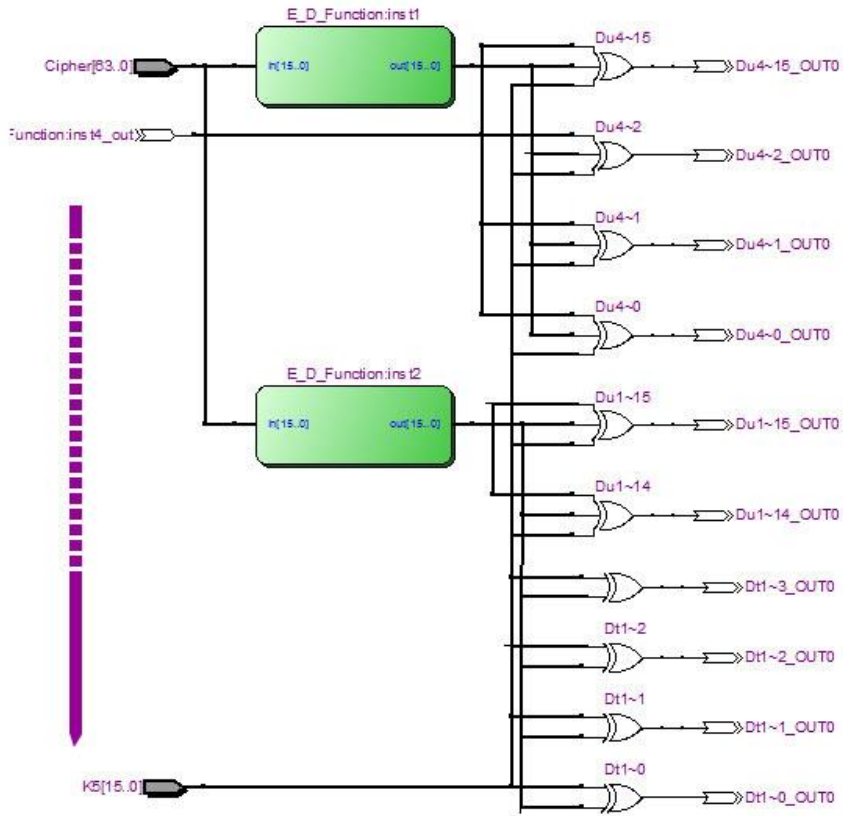 E_D_Function:inst1
Cipher[63..0]
in[15..0] out[15..0]
Function:inst4_out
Du4~15
Du4~15_OUT0
Du4~2
Du4~2_OUT0
Du4~1
Du4~1_OUT0
Du4~0
Du4~0_OUT0
E_D_Function:inst2
in[15..0] out[15..0]
Du1~15
Du1~15_OUT0
Du1~14
Du1~14_OUT0
Dt1~3_OUT0
Dt1~2
Dt1~2_OUT0
Dt1~1
Dt1~1_OUT0
Dt1~0
Dt1~0_OUT0
K5[15..0]